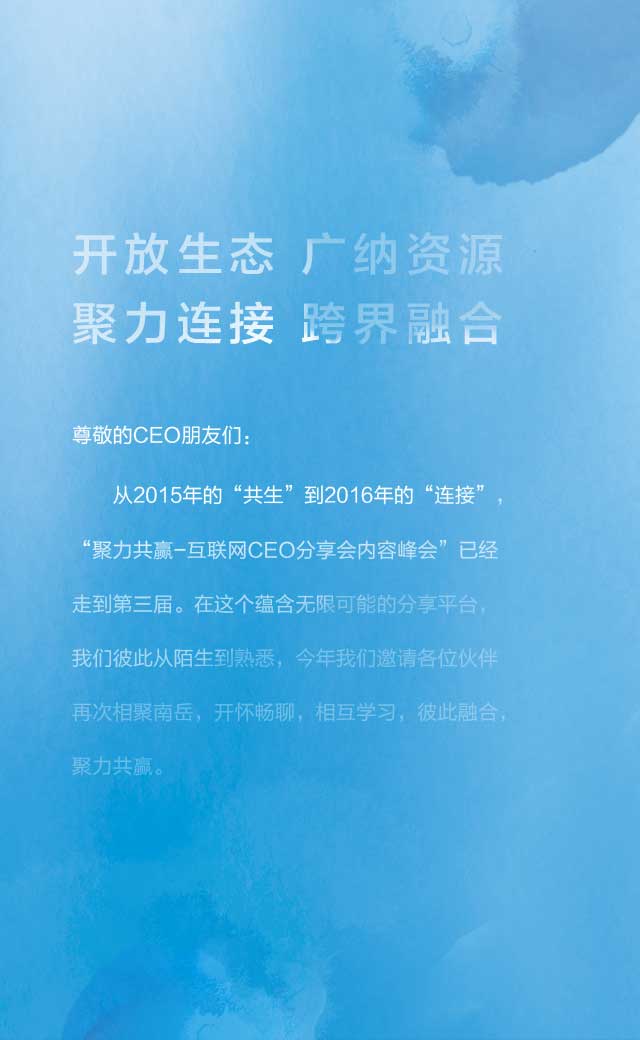 开放生态 广纳资源
聚力连接 跨界融合
尊敬的CEO朋友们：
从2015年的“共生”到2016年的“连接”，
“聚力共赢-互联网CEO分享会内容峰会”已经
走到第三届。在这个蕴含无限可能的分享平台，
我们彼此从陌生到熟悉，今年我们邀请各位伙伴
再次相聚南岳，开怀畅聊，相互学习，彼此融合，
聚力共赢。